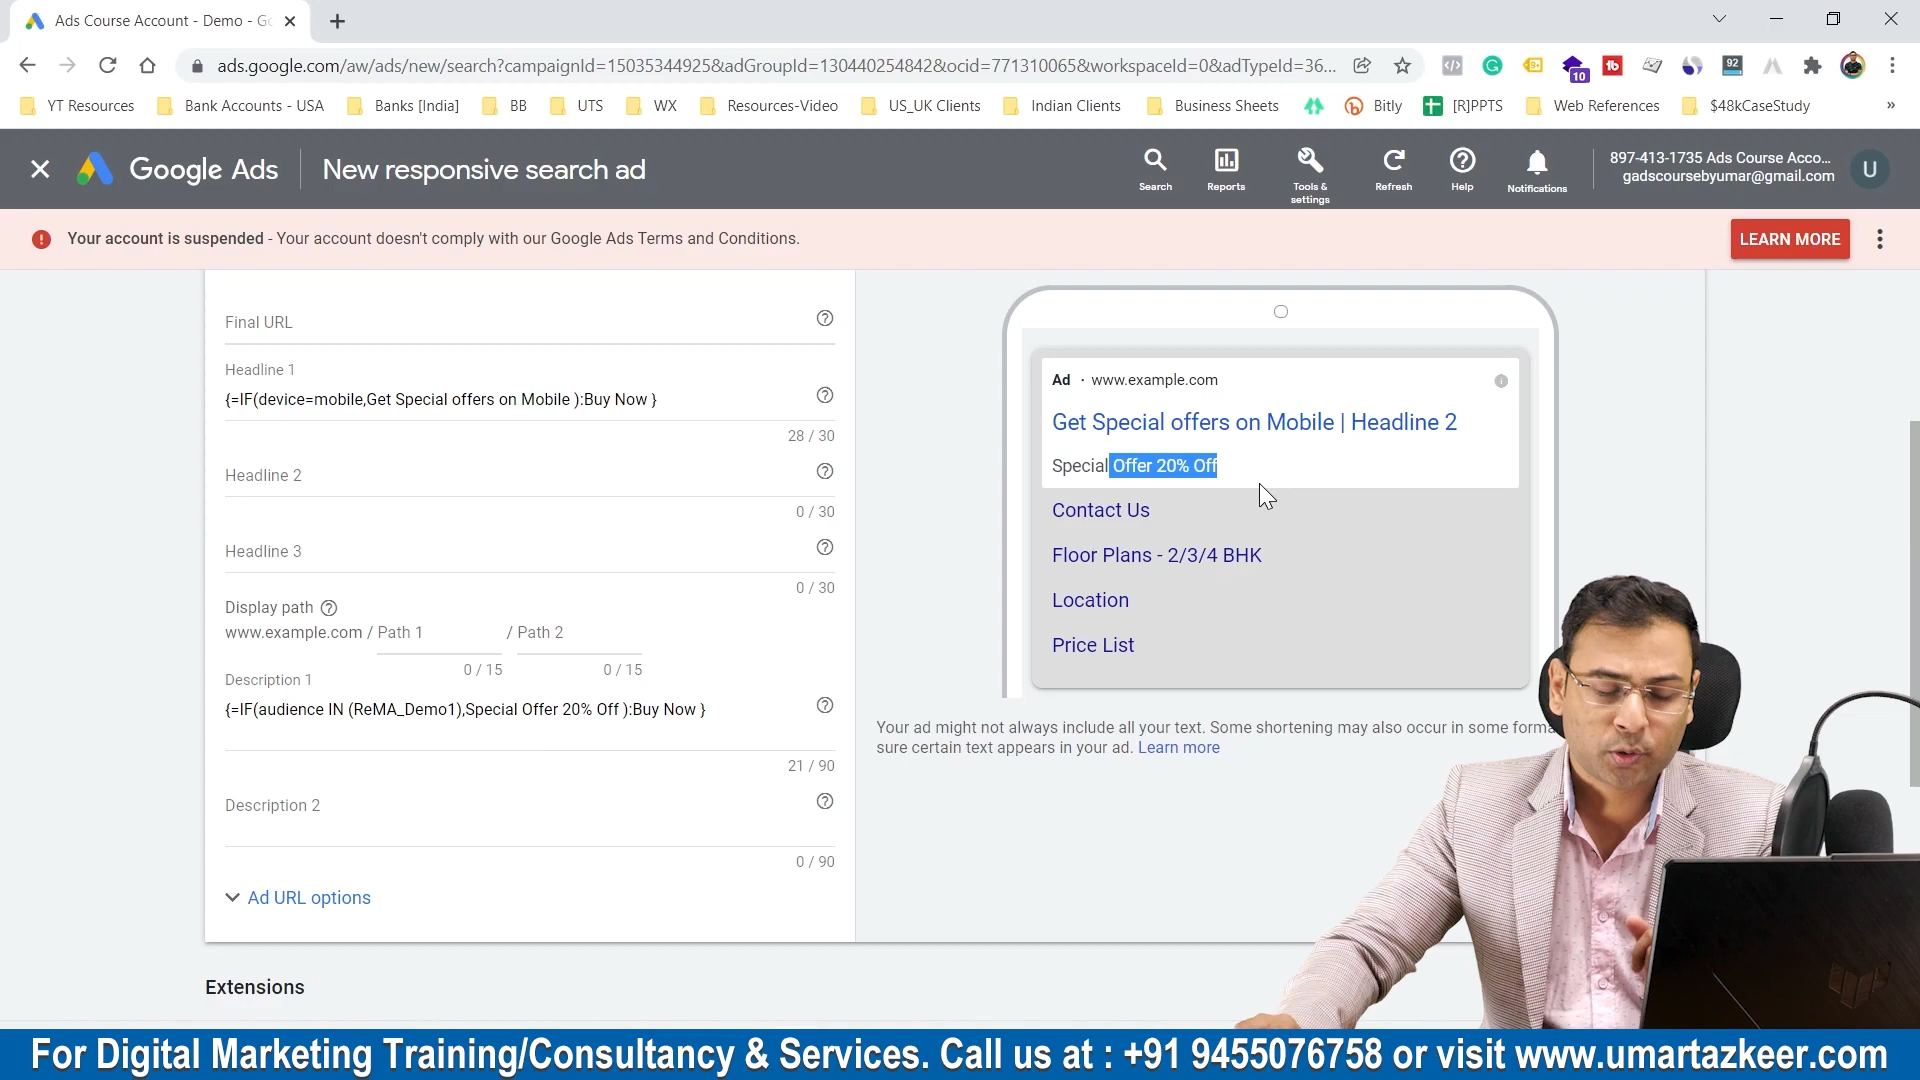 Ads Course Account - Demo - Go
ads.google.com/aw/ads/new/search?campaignId=15035344925&adGroupId=130440254842&ocid=771310065&workspaceId=0&adTypeId=36...
10
92
YT Resources
Bank Accounts - USA
Banks [India]
BB
UTS
WX
Resources-Video
US_UK Clients
Indian Clients
Business Sheets
Bitly
[R]PPTS
Web References
$48kCaseStudy
»
Google Ads
New responsive search ad
Search
Reports
Tools & settings
Refresh
Help
Notifications
897-413-1735 Ads Course Acco...
gadscoursebyumar@gmail.com
U
Your account is suspended - Your account doesn't comply with our Google Ads Terms and Conditions.
LEARN MORE
Final URL
Headline 1
{=IF(device=mobile,Get Special offers on Mobile ):Buy Now }
28 / 30
Headline 2
0 / 30
Headline 3
0 / 30
Display path
www.example.com / Path 1 / Path 2
0 / 15
0 / 15
Description 1
{=IF(audience IN (ReMA_Demo1),Special Offer 20% Off ):Buy Now }
21 / 90
Description 2
0 / 90
Ad URL options
Extensions
Ad · www.example.com
Get Special offers on Mobile | Headline 2
Special Offer 20% Off
Contact Us
Floor Plans - 2/3/4 BHK
Location
Price List
Your ad might not always include all your text. Some shortening may also occur in some forma
sure certain text appears in your ad. Learn more
For Digital Marketing Training/Consultancy & Services. Call us at : +91 9455076758 or visit www.umartazkeer.com